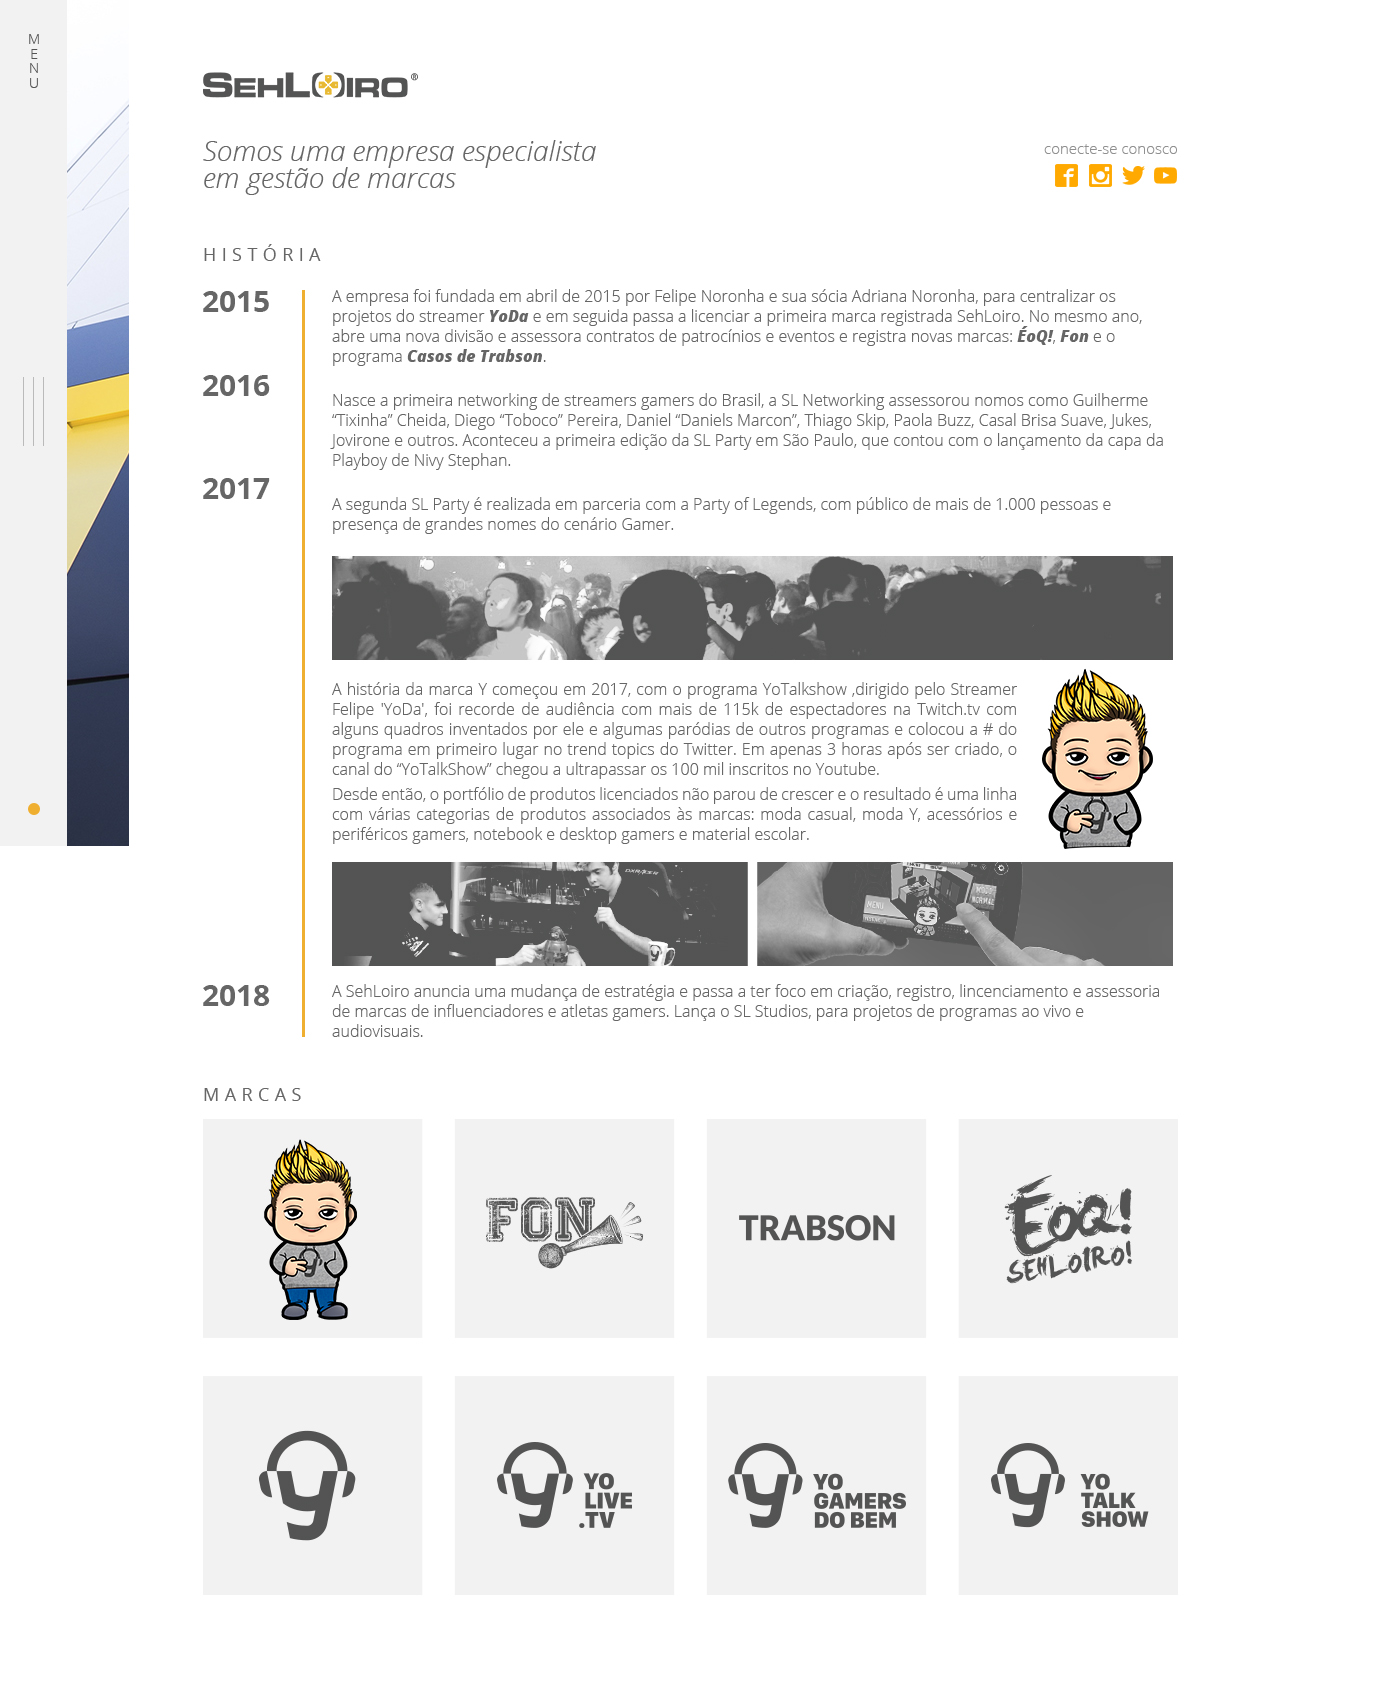 MENU
SEHLOIRO®
Somos uma empresa especialista
em gestão de marcas
conecte-se conosco
HISTÓRIA
2015
A empresa foi fundada em abril de 2015 por Felipe Noronha e sua sócia Adriana Noronha, para centralizar os
projetos do streamer YoDa e em seguida passa a licenciar a primeira marca registrada SehLoiro. No mesmo ano,
abre uma nova divisão e assessora contratos de patrocínios e eventos e registra novas marcas: ÉoQ!, Fon e o
programa Casos de Trabson.
2016
Nasce a primeira networking de streamers gamers do Brasil, a SL Networking assessorou nomos como Guilherme
“Tixinha” Cheida, Diego “Toboco” Pereira, Daniel “Daniels Marcon”, Thiago Skip, Paola Buzz, Casal Brisa Suave, Jukes,
Jovirone e outros. Aconteceu a primeira edição da SL Party em São Paulo, que contou com o lançamento da capa da
Playboy de Nivy Stephan.
2017
A segunda SL Party é realizada em parceria com a Party of Legends, com público de mais de 1.000 pessoas e
presença de grandes nomes do cenário Gamer.
A história da marca Y começou em 2017, com o programa YoTalkshow ,dirigido pelo Streamer
Felipe 'YoDa', foi recorde de audiência com mais de 115k de espectadores na Twitch.tv com
alguns quadros inventados por ele e algumas paródias de outros programas e colocou a # do
programa em primeiro lugar no trend topics do Twitter. Em apenas 3 horas após ser criado, o
canal do “YoTalkShow” chegou a ultrapassar os 100 mil inscritos no Youtube.
Desde então, o portfólio de produtos licenciados não parou de crescer e o resultado é uma linha
com várias categorias de produtos associados às marcas: moda casual, moda Y, acessórios e
periféricos gamers, notebook e desktop gamers e material escolar.
DXRACER
MENU
MODO
NORMAL
2018
A SehLoiro anuncia uma mudança de estratégia e passa a ter foco em criação, registro, lincenciamento e assessoria
de marcas de influenciadores e atletas gamers. Lança o SL Studios, para projetos de programas ao vivo e
audiovisuais.
MARCAS
FON
TRABSON
ÉOQ!
SEHLOIRO!
y
y YO
LIVE
.TV
y YO
GAMERS
DO BEM
y YO
TALK
SHOW